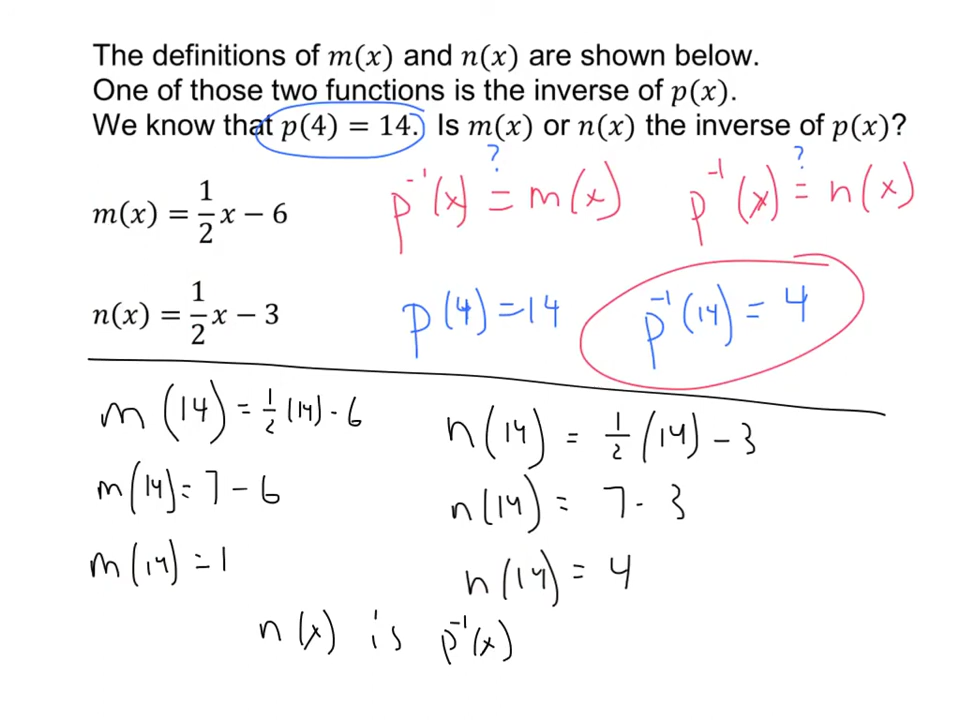 The definitions of m(x) and n(x) are shown below.
One of those two functions is the inverse of p(x).
We know that p(4) = 14. Is m(x) or n(x) the inverse of p(x)?
m(x) = 1/2 x − 6
p⁻¹(x) ?= m(x)
p⁻¹(x) ?= n(x)
n(x) = 1/2 x − 3
p(4) = 14
p⁻¹(14) = 4
m(14) = 1/2 (14) - 6
n(14) = 1/2 (14) - 3
m(14) = 7 - 6
n(14) = 7 - 3
m(14) = 1
n(14) = 4
n(x) is p⁻¹(x)